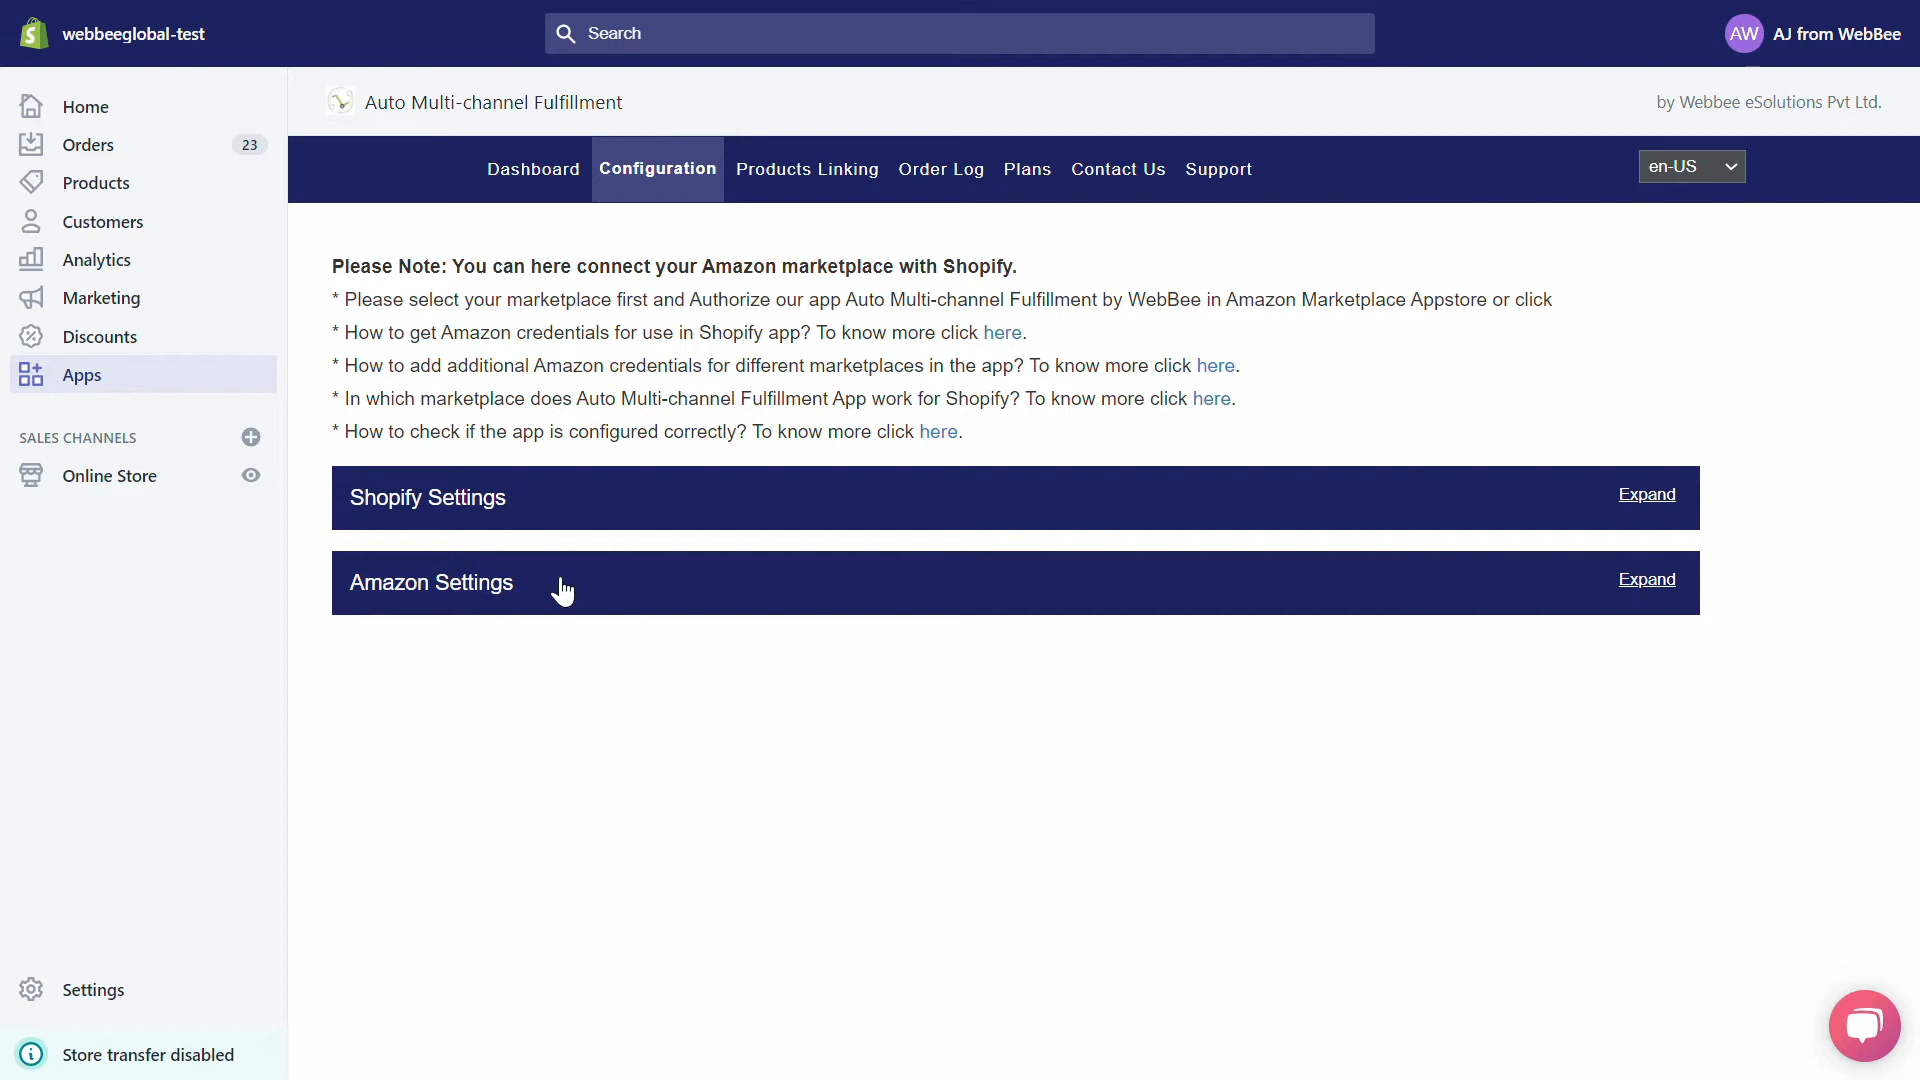 webbeeglobal-test
Search
AW
AJ from WebBee
Home
Orders
23
Products
Customers
Analytics
Marketing
Discounts
Apps
SALES CHANNELS
Online Store
Settings
Store transfer disabled
Auto Multi-channel Fulfillment
by Webbee eSolutions Pvt Ltd.
Dashboard
Configuration
Products Linking
Order Log
Plans
Contact Us
Support
en-US
Please Note: You can here connect your Amazon marketplace with Shopify.
* Please select your marketplace first and Authorize our app Auto Multi-channel Fulfillment by WebBee in Amazon Marketplace Appstore or click
* How to get Amazon credentials for use in Shopify app? To know more click here.
* How to add additional Amazon credentials for different marketplaces in the app? To know more click here.
* In which marketplace does Auto Multi-channel Fulfillment App work for Shopify? To know more click here.
* How to check if the app is configured correctly? To know more click here.
Shopify Settings
Expand
Amazon Settings
Expand